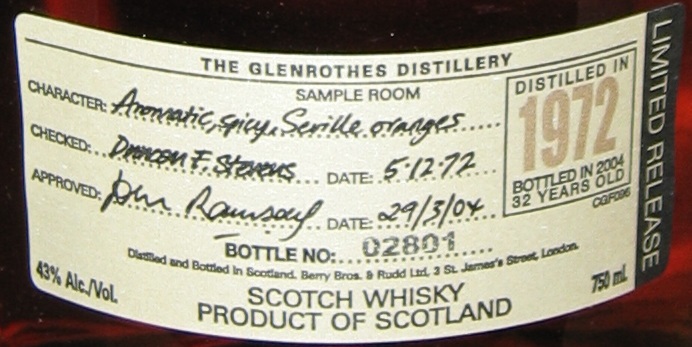 THE GLENROTHES DISTILLERY
SAMPLE ROOM
CHARACTER: Aromatic, spicy, Seville oranges
CHECKED: Duncan F. Stevens DATE: 5·12·72
APPROVED: John Ramsay DATE: 29/3/04
BOTTLE NO: 02801
Distilled and Bottled in Scotland. Berry Bros. & Rudd Ltd, 3 St. James's Street, London.
43% Alc./Vol.
SCOTCH WHISKY
PRODUCT OF SCOTLAND
750 mL
DISTILLED IN
1972
BOTTLED IN 2004
32 YEARS OLD
CGF096
LIMITED RELEASE